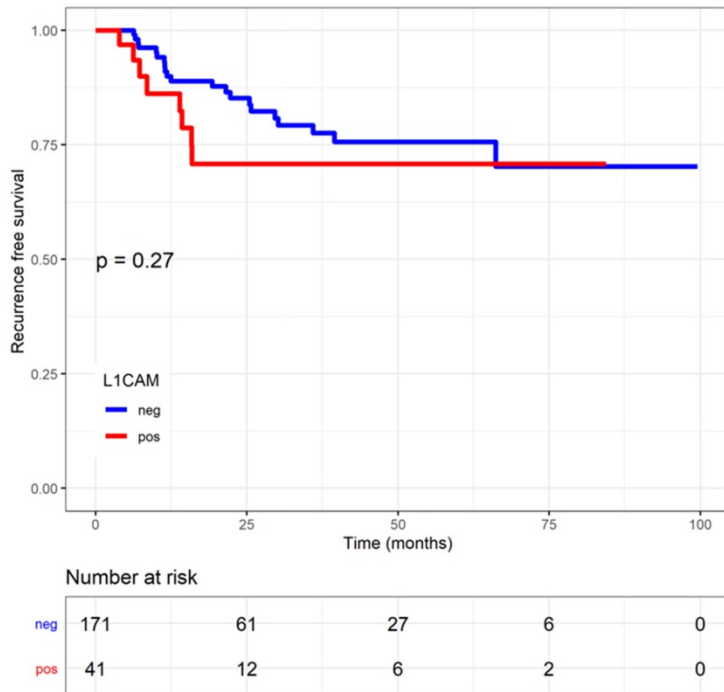 1.00
0.75
0.50
0.25
0.00
Recurrence free survival
p = 0.27
L1CAM
neg
pos
0 25 50 75 100
Time (months)
Number at risk
neg 171 61 27 6 0
pos 41 12 6 2 0